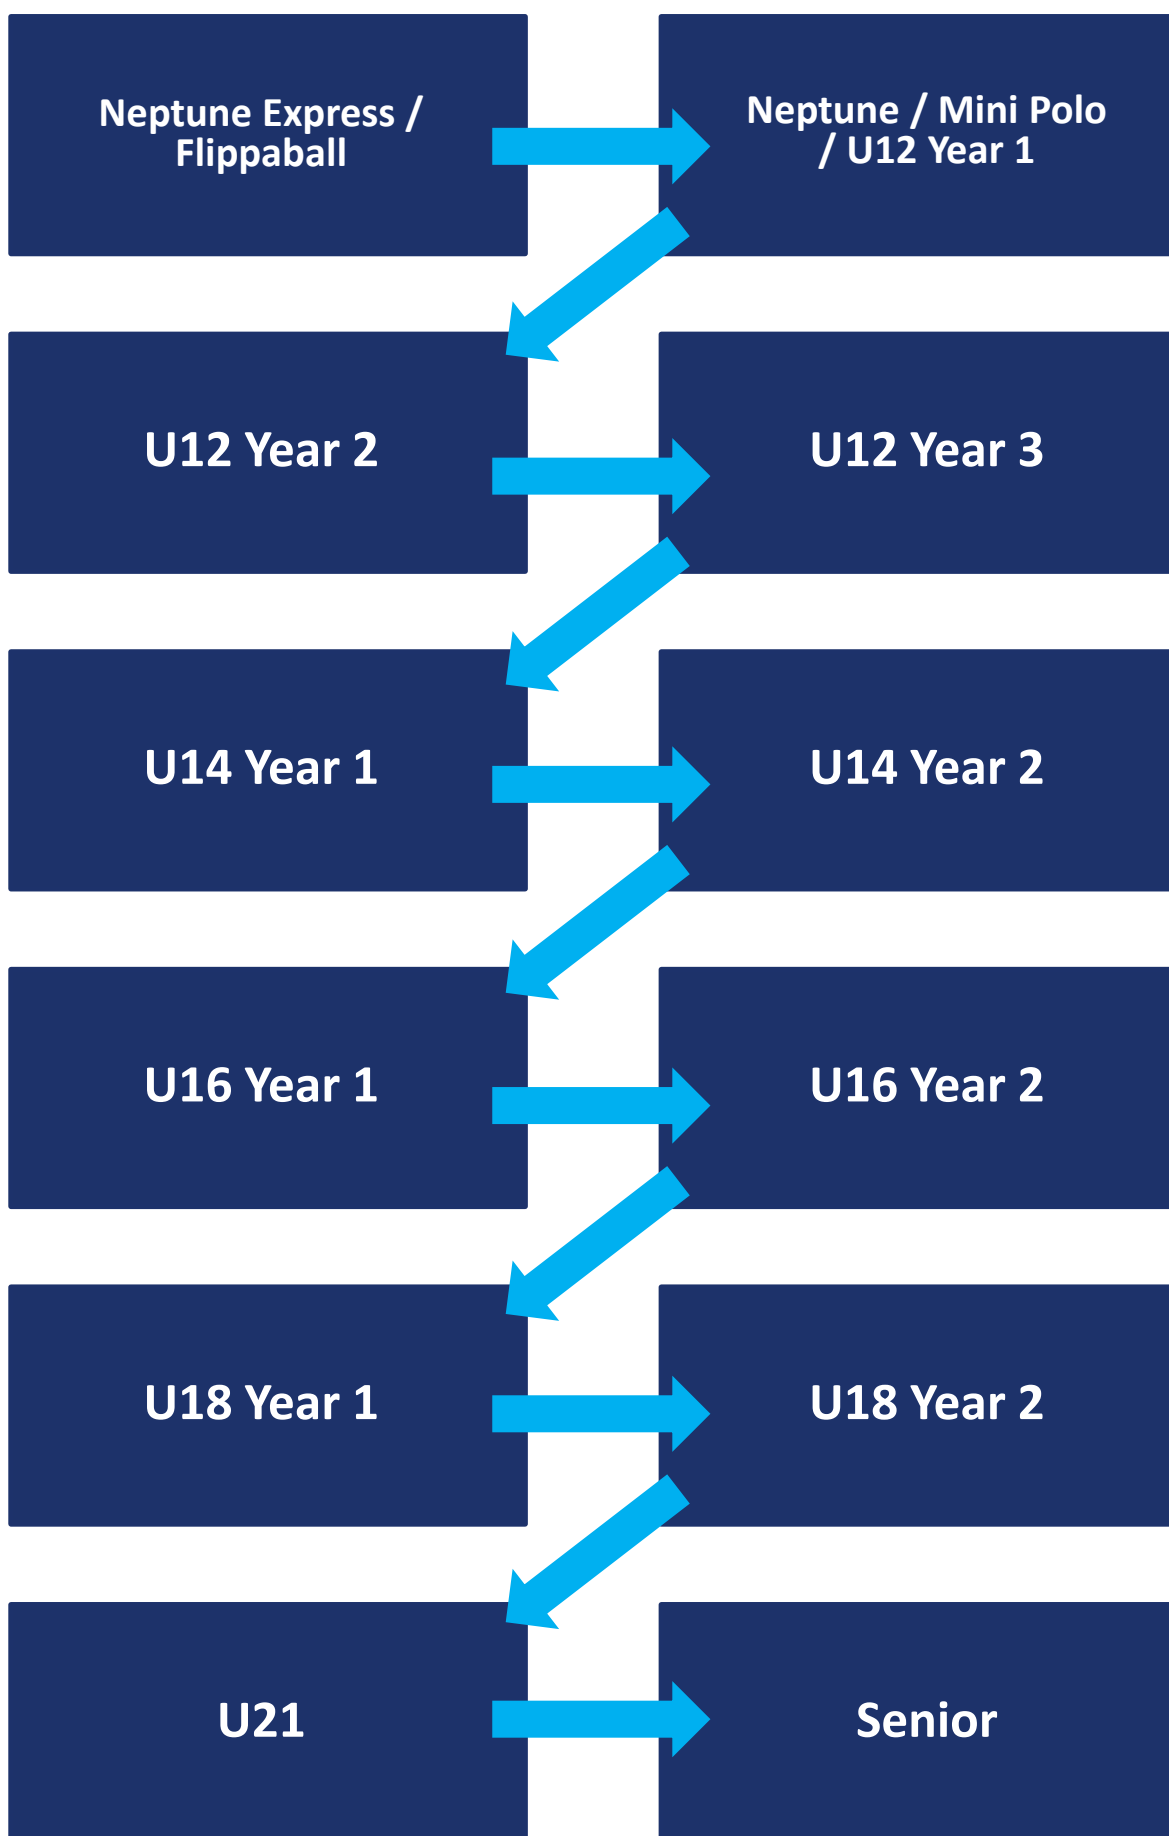 Neptune Express /
Flippaball
Neptune / Mini Polo
/ U12 Year 1
U12 Year 2
U12 Year 3
U14 Year 1
U14 Year 2
U16 Year 1
U16 Year 2
U18 Year 1
U18 Year 2
U21
Senior